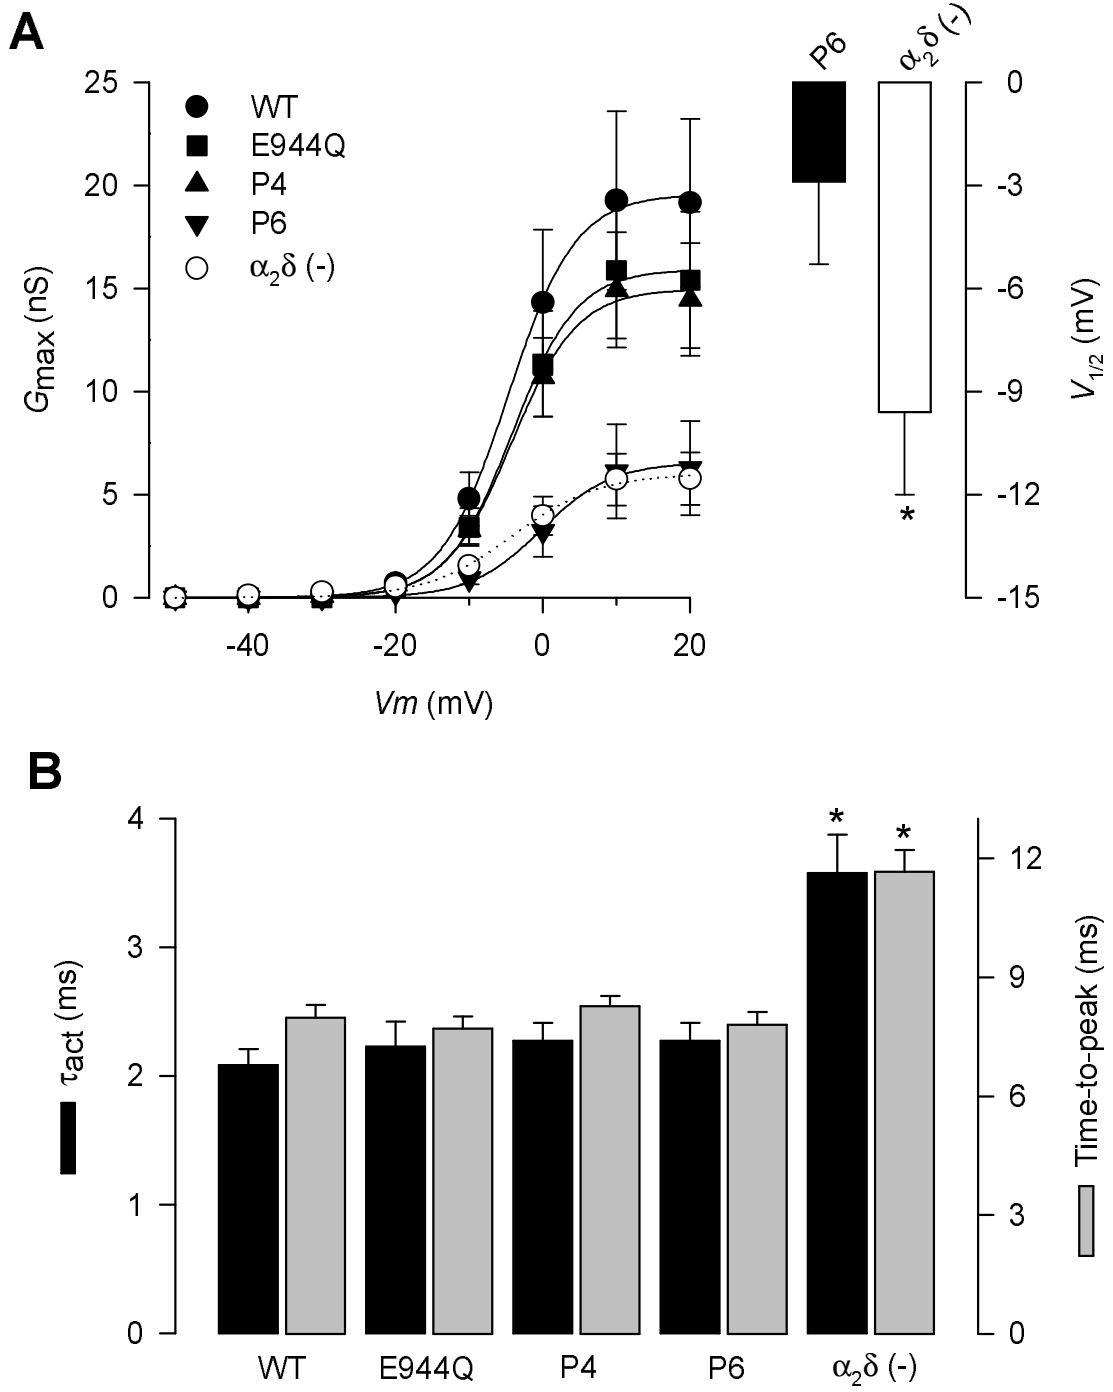 A
P6
α2δ (-)
25
20
15
10
5
0
Gmax (nS)
WT
E944Q
P4
P6
α2δ (-)
0
-3
-6
-9
-12
-15
*
V1/2 (mV)
-40
-20
0
20
Vm (mV)
B
4
3
2
1
0
τact (ms)
*
*
12
9
6
3
0
Time-to-peak (ms)
WT
E944Q
P4
P6
α2δ (-)